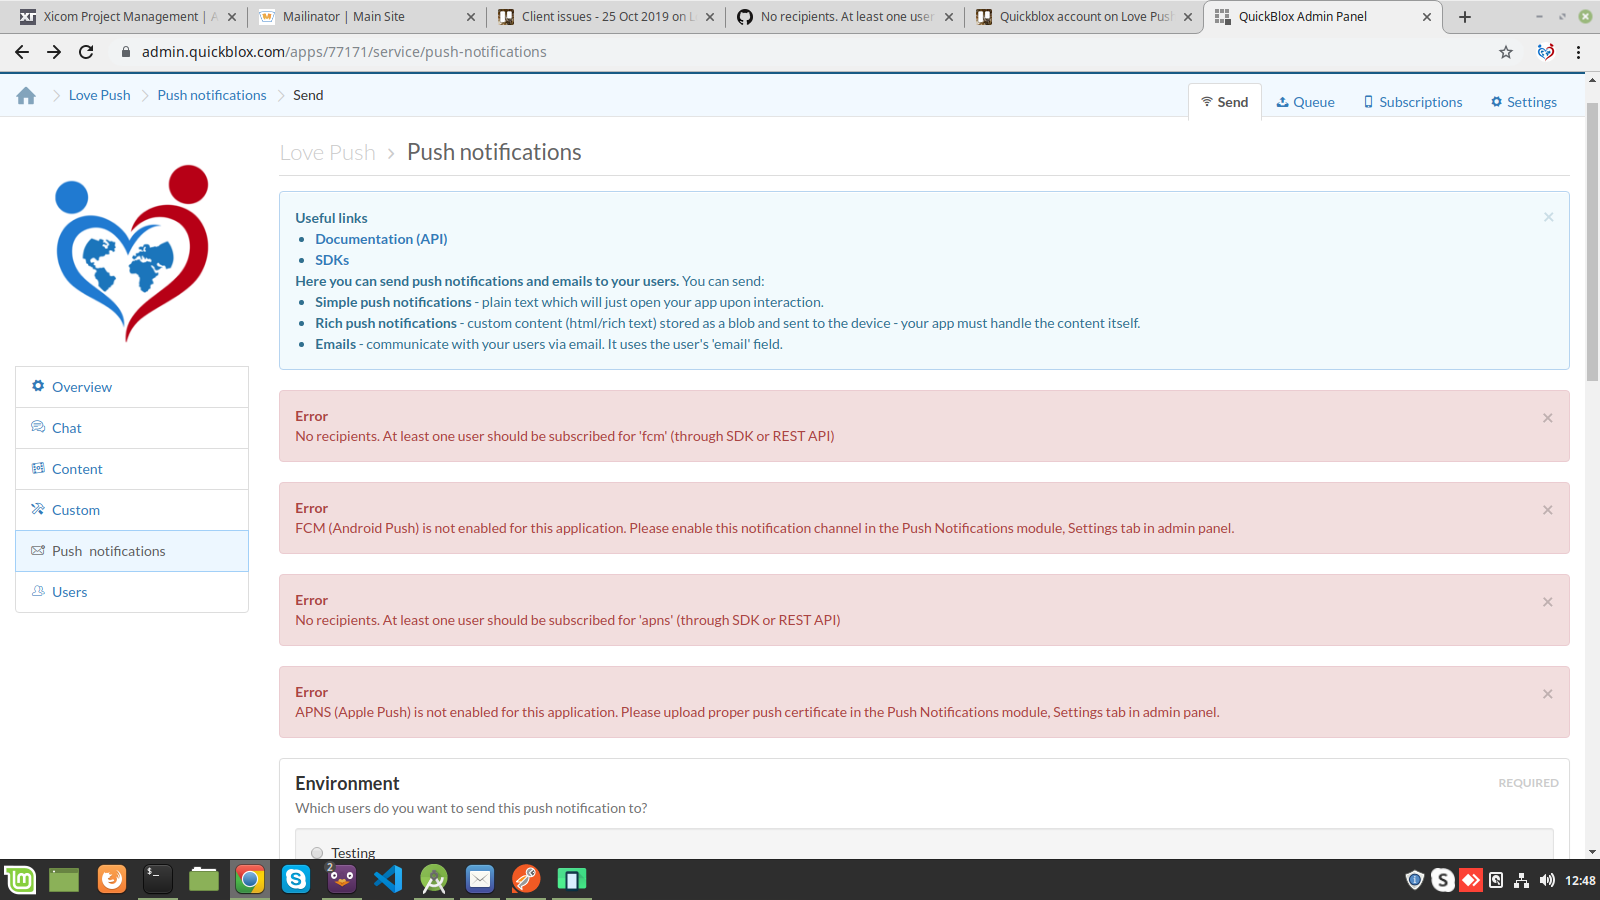 Xicom Project Management | A
Mailinator | Main Site
Client issues - 25 Oct 2019 on L
No recipients. At least one user
Quickblox account on Love Push
QuickBlox Admin Panel
admin.quickblox.com/apps/77171/service/push-notifications
Love Push
Push notifications
Send
Send
Queue
Subscriptions
Settings
Love Push
Push notifications
Useful links
• Documentation (API)
• SDKs
Here you can send push notifications and emails to your users. You can send:
• Simple push notifications - plain text which will just open your app upon interaction.
• Rich push notifications - custom content (html/rich text) stored as a blob and sent to the device - your app must handle the content itself.
• Emails - communicate with your users via email. It uses the user's 'email' field.
Overview
Chat
Content
Custom
Push notifications
Users
Error
No recipients. At least one user should be subscribed for 'fcm' (through SDK or REST API)
Error
FCM (Android Push) is not enabled for this application. Please enable this notification channel in the Push Notifications module, Settings tab in admin panel.
Error
No recipients. At least one user should be subscribed for 'apns' (through SDK or REST API)
Error
APNS (Apple Push) is not enabled for this application. Please upload proper push certificate in the Push Notifications module, Settings tab in admin panel.
Environment
REQUIRED
Which users do you want to send this push notification to?
Testing
2
12:48